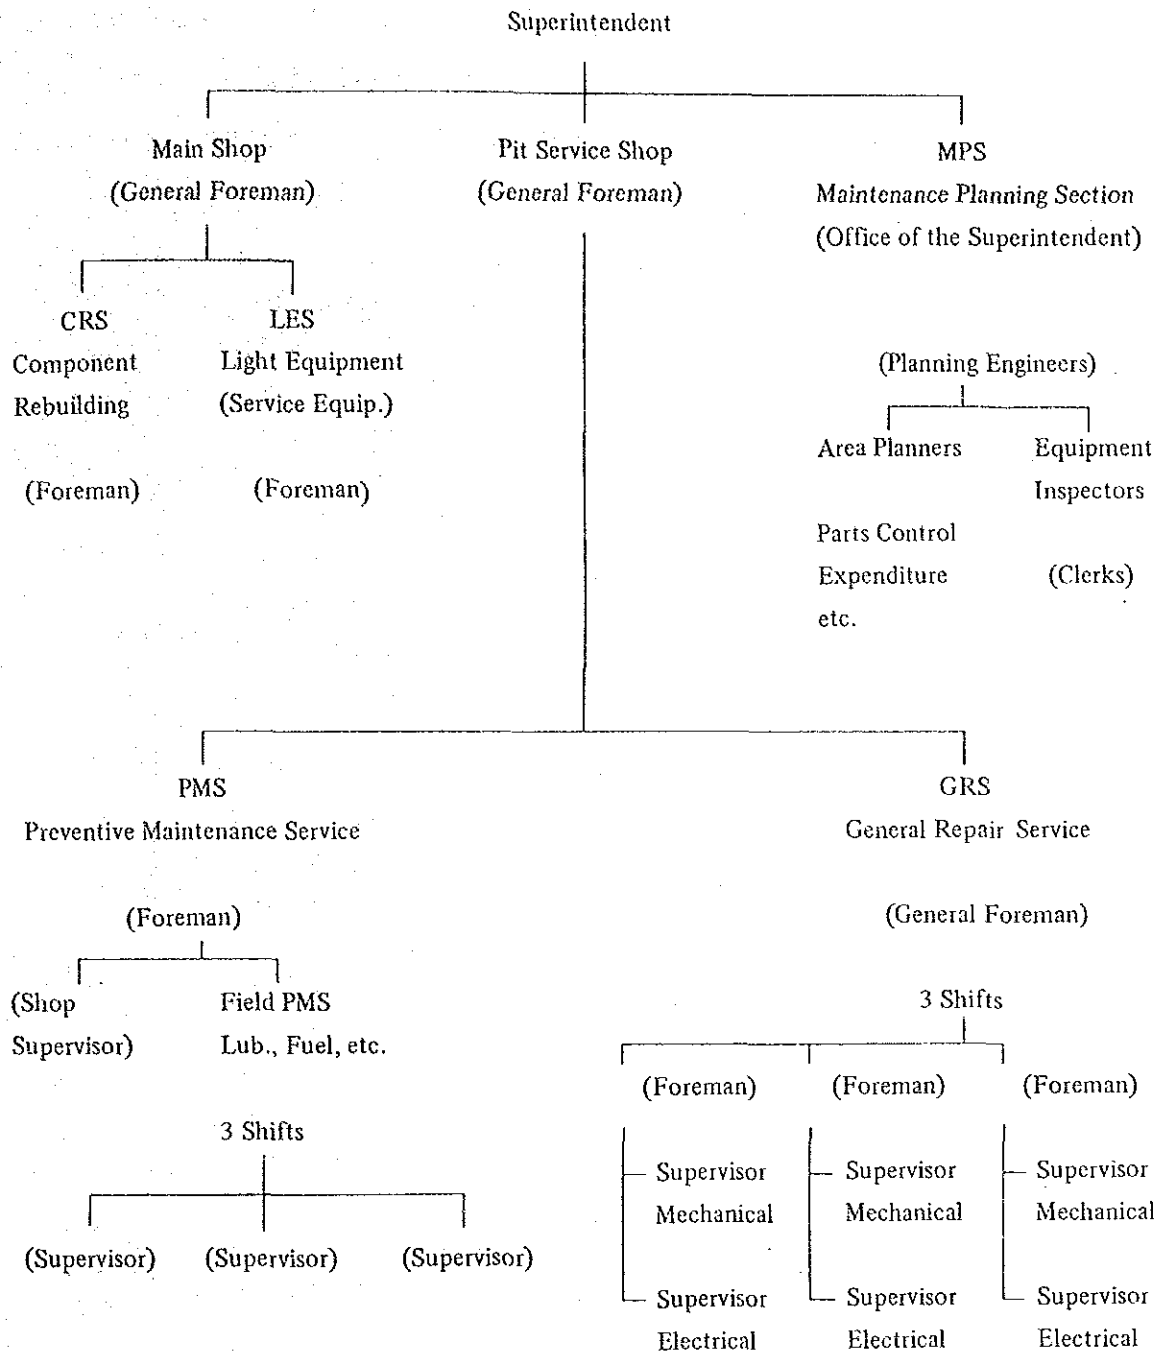 Superintendent
Main Shop
(General Foreman)
Pit Service Shop
(General Foreman)
MPS
Maintenance Planning Section
(Office of the Superintendent)
CRS
Component
Rebuilding
(Foreman)
LES
Light Equipment
(Service Equip.)
(Foreman)
(Planning Engineers)
Area Planners
Parts Control
Expenditure
etc.
Equipment
Inspectors
(Clerks)
PMS
Preventive Maintenance Service
(Foreman)
(Shop
Supervisor)
Field PMS
Lub., Fuel, etc.
3 Shifts
(Supervisor)
(Supervisor)
(Supervisor)
GRS
General Repair Service
(General Foreman)
3 Shifts
(Foreman)
Supervisor
Mechanical
Supervisor
Electrical
(Foreman)
Supervisor
Mechanical
Supervisor
Electrical
(Foreman)
Supervisor
Mechanical
Supervisor
Electrical